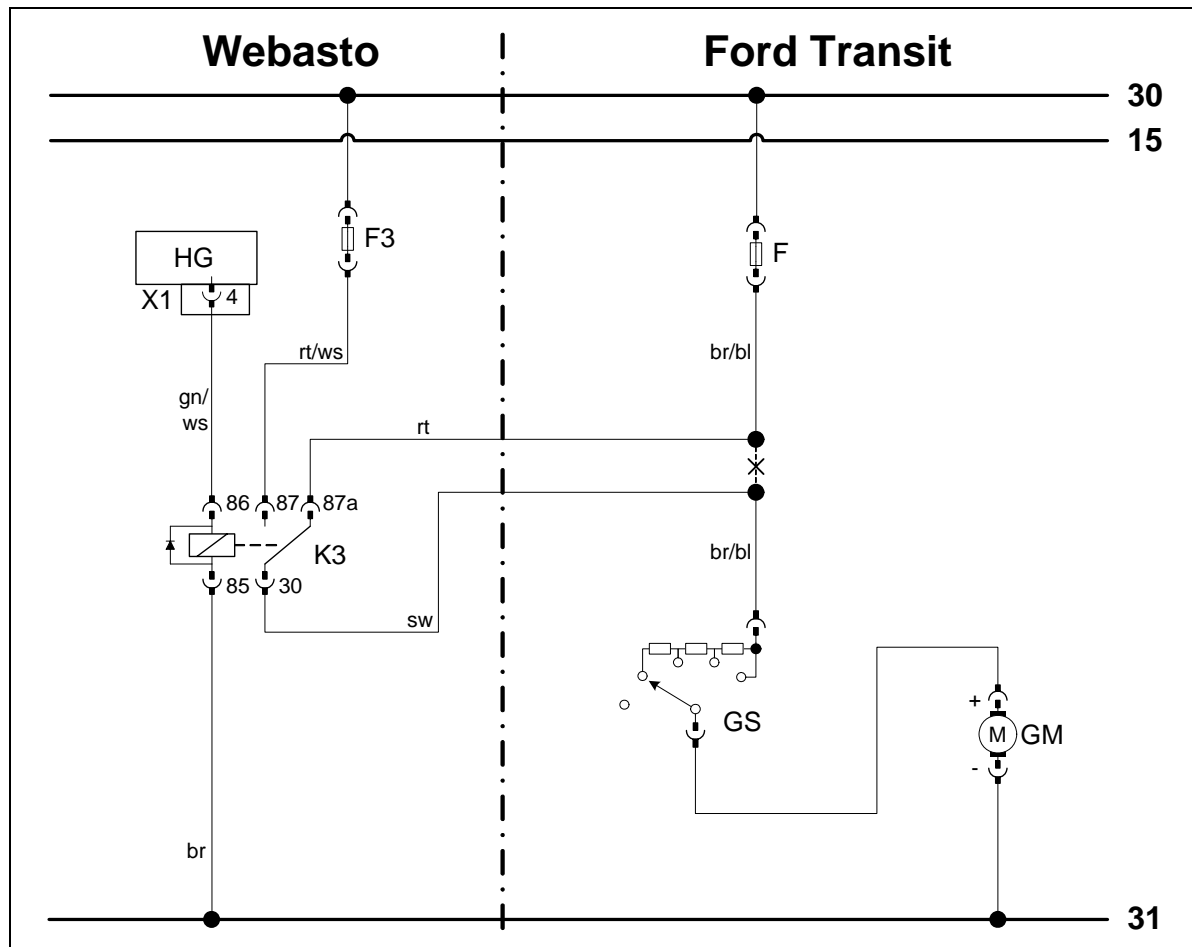 Webasto
Ford Transit
30
15
F3
F
HG
X1
4
rt/ws
br/bl
gn/
ws
rt
86
87
87a
K3
br/bl
85
30
sw
GS
+
M
GM
-
br
31